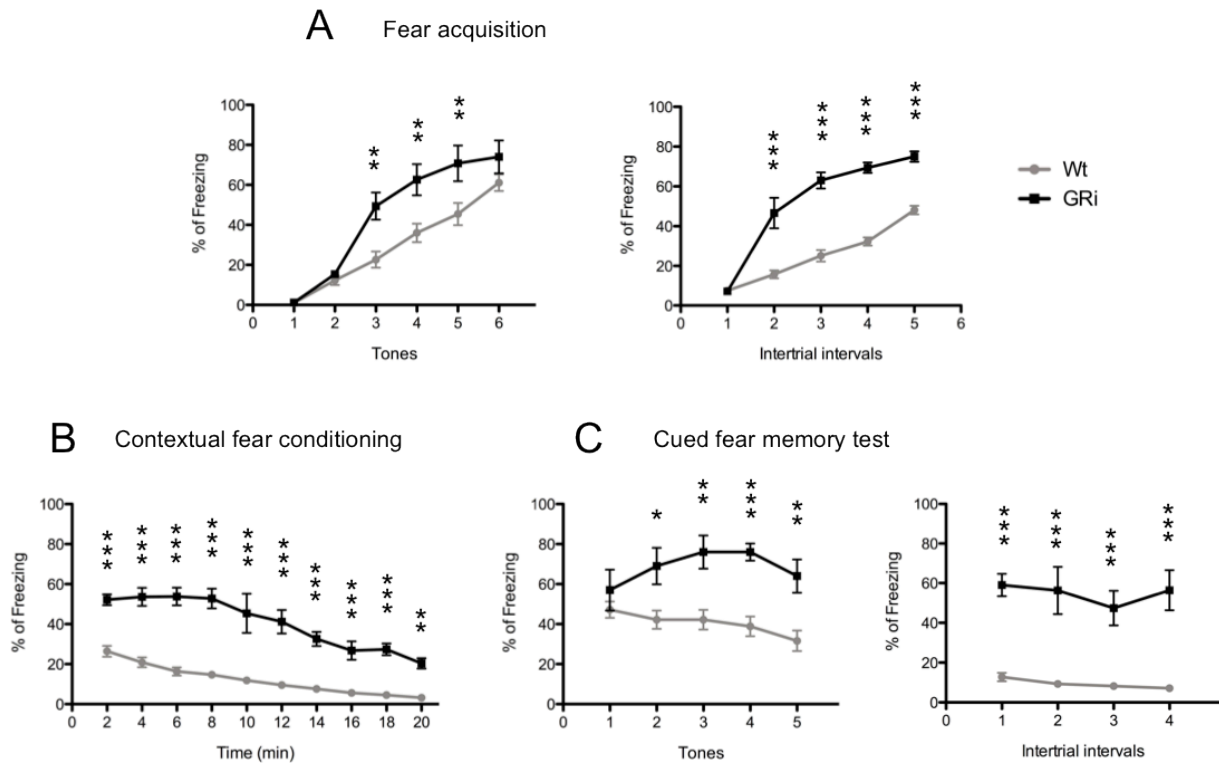 A Fear acquisition
% of Freezing
100
80
60
40
20
0
** ** **
0 1 2 3 4 5 6
Tones
% of Freezing
100
80
60
40
20
0
*** *** *** ***
0 1 2 3 4 5 6
Intertrial intervals
Wt
GRi
B Contextual fear conditioning
% of Freezing
100
80
60
40
20
0
*** *** *** *** *** *** *** *** *** **
0 2 4 6 8 10 12 14 16 18 20
Time (min)
C Cued fear memory test
% of Freezing
100
80
60
40
20
0
* ** *** **
0 1 2 3 4 5
Tones
% of Freezing
100
80
60
40
20
0
*** *** *** ***
0 1 2 3 4
Intertrial intervals